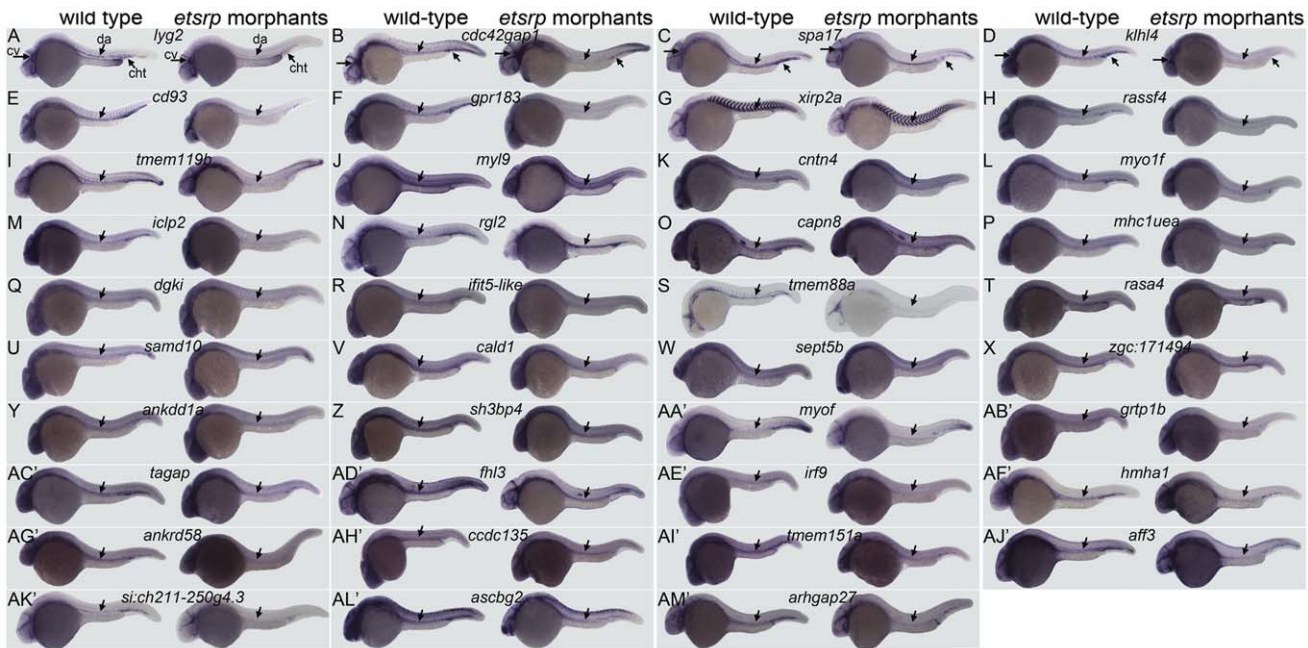 wild type etsrp morphants wild-type etsrp morphants wild-type etsrp morphants wild-type etsrp moprhants
A lyg2 cv da cht cv da cht
B cdc42gap1
C spa17
D klhl4
E cd93
F gpr183
G xirp2a
H rassf4
I tmem119b
J myl9
K cntn4
L myo1f
M iclp2
N rgl2
O capn8
P mhc1uea
Q dgki
R ifit5-like
S tmem88a
T rasa4
U samd10
V cald1
W sept5b
X zgc:171494
Y ankdd1a
Z sh3bp4
AA' myof
AB' grtp1b
AC' tagap
AD' fhl3
AE' irf9
AF' hmha1
AG' ankrd58
AH' ccdc135
AI' tmem151a
AJ' aff3
AK' si:ch211-250g4.3
AL' ascbg2
AM' arhgap27